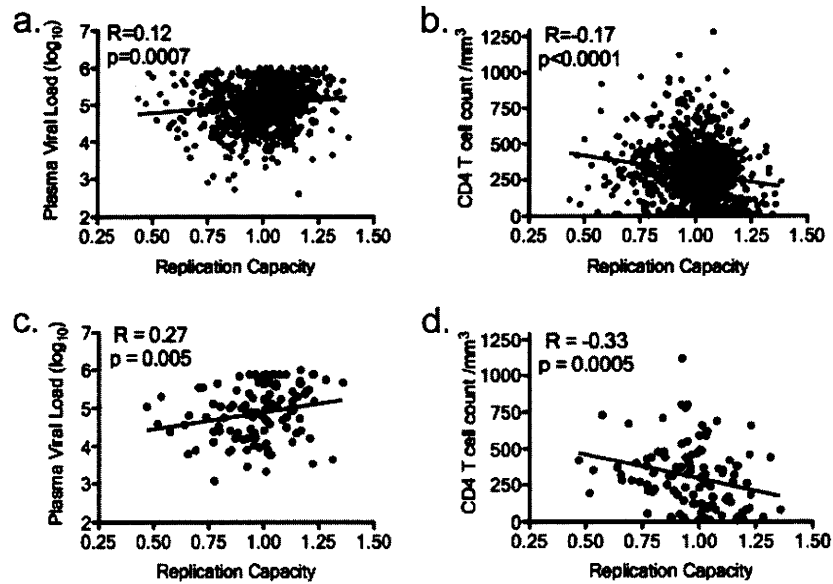 a.
R=0.12
p=0.0007
Plasma Viral Load (log10)
7
6
5
4
3
2
0.25 0.50 0.75 1.00 1.25 1.50
Replication Capacity
b.
R=-0.17
p<0.0001
CD4 T cell count /mm3
1250
1000
750
500
250
0
0.25 0.50 0.75 1.00 1.25 1.50
Replication Capacity
c.
R = 0.27
p = 0.005
Plasma Viral Load (log10)
7
6
5
4
3
2
0.25 0.50 0.75 1.00 1.25 1.50
Replication Capacity
d.
R = -0.33
p = 0.0005
CD4 T cell count /mm3
1250
1000
750
500
250
0
0.25 0.50 0.75 1.00 1.25 1.50
Replication Capacity